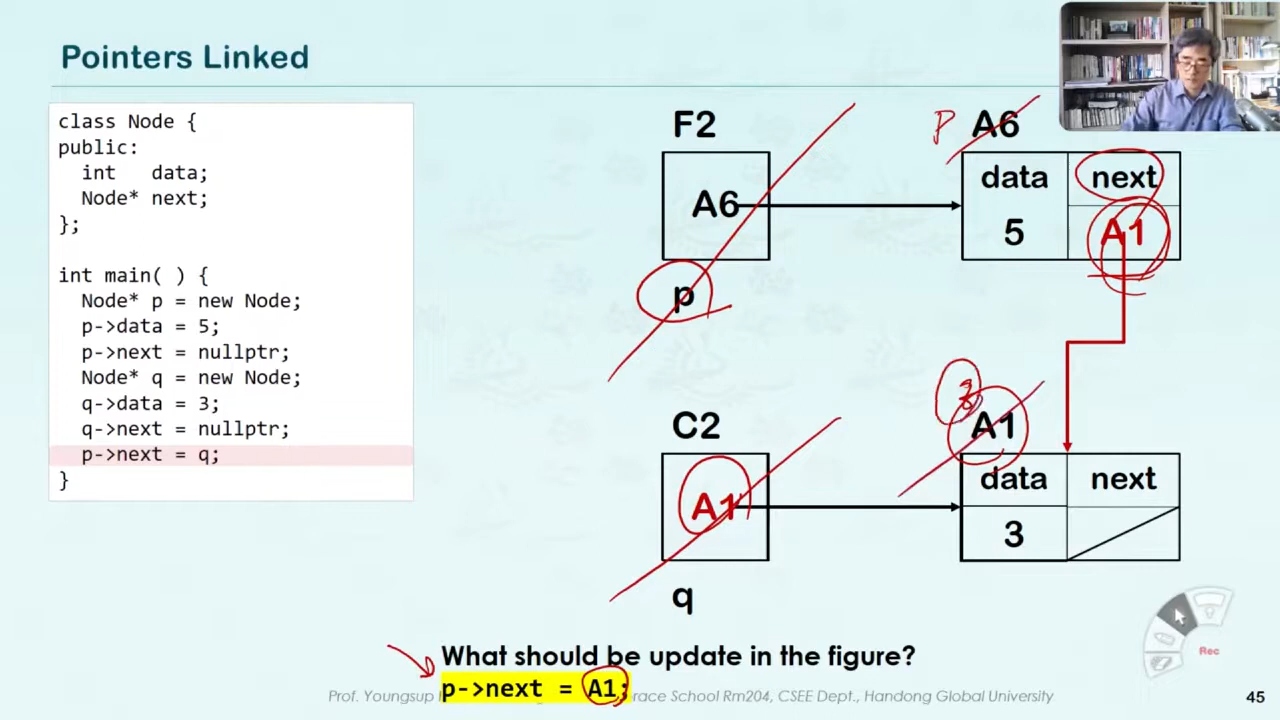 Pointers Linked
class Node {
public:
int data;
Node* next;
};
int main( ) {
Node* p = new Node;
p->data = 5;
p->next = nullptr;
Node* q = new Node;
q->data = 3;
q->next = nullptr;
p->next = q;
}
F2
A6
p
P
A6
data next
5 A1
C2
A1
q
A1
data next
3
What should be update in the figure?
p->next = A1;
Prof. Youngsup race School Rm204, CSEE Dept., Handong Global University
45
Rec